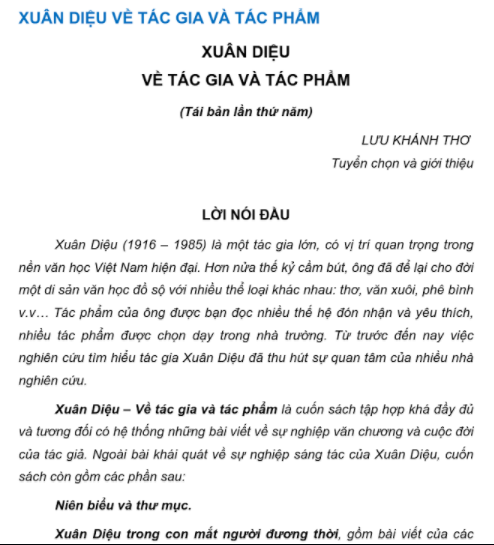 XUÂN DIỆU VỀ TÁC GIA VÀ TÁC PHẨM
XUÂN DIỆU
VỀ TÁC GIA VÀ TÁC PHẨM
(Tái bản lần thứ năm)
LƯU KHÁNH THƠ
Tuyển chọn và giới thiệu
LỜI NÓI ĐẦU
Xuân Diệu (1916 – 1985) là một tác gia lớn, có vị trí quan trọng trong
nền văn học Việt Nam hiện đại. Hơn nửa thế kỷ cầm bút, ông đã để lại cho đời
một di sản văn học đồ sộ với nhiều thể loại khác nhau: thơ, văn xuôi, phê bình
v.v… Tác phẩm của ông được bạn đọc nhiều thế hệ đón nhận và yêu thích,
nhiều tác phẩm được chọn dạy trong nhà trường. Từ trước đến nay việc
nghiên cứu tìm hiểu tác gia Xuân Diệu đã thu hút sự quan tâm của nhiều nhà
nghiên cứu.
Xuân Diệu – Về tác gia và tác phẩm là cuốn sách tập hợp khá đầy đủ
và tương đối có hệ thống những bài viết về sự nghiệp văn chương và cuộc đời
của tác giả. Ngoài bài khái quát về sự nghiệp sáng tác của Xuân Diệu, cuốn
sách còn gồm các phần sau:
Niên biểu và thư mục.
Xuân Diệu trong con mắt người đương thời, gồm bài viết của các